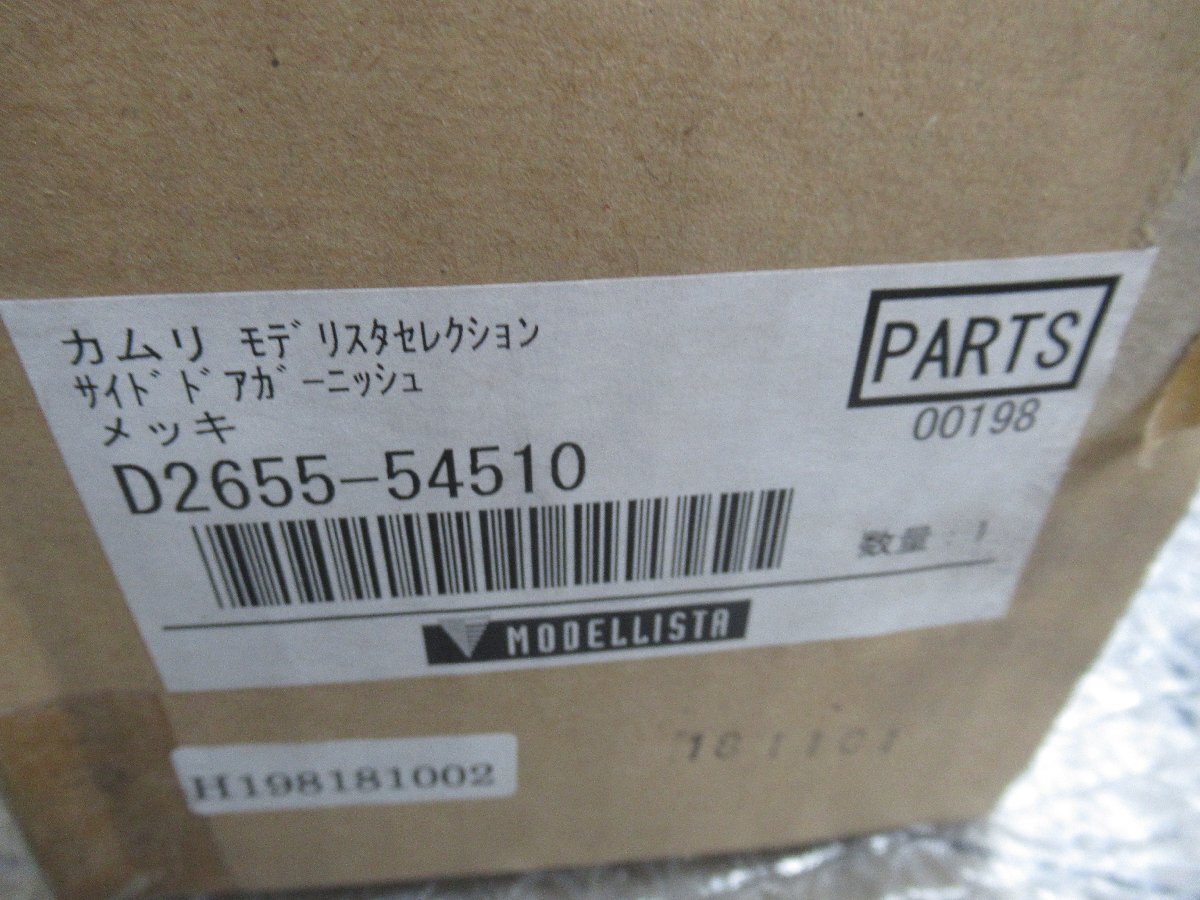 カムリ ﾓﾃﾞﾘｽﾀｾﾚｸｼｮﾝ
ｻｲﾄﾞﾄﾞｱｶﾞｰﾆｯｼｭ
メッキ
D2655-54510
PARTS
00198
数量：1
MODELLISTA
H198181002